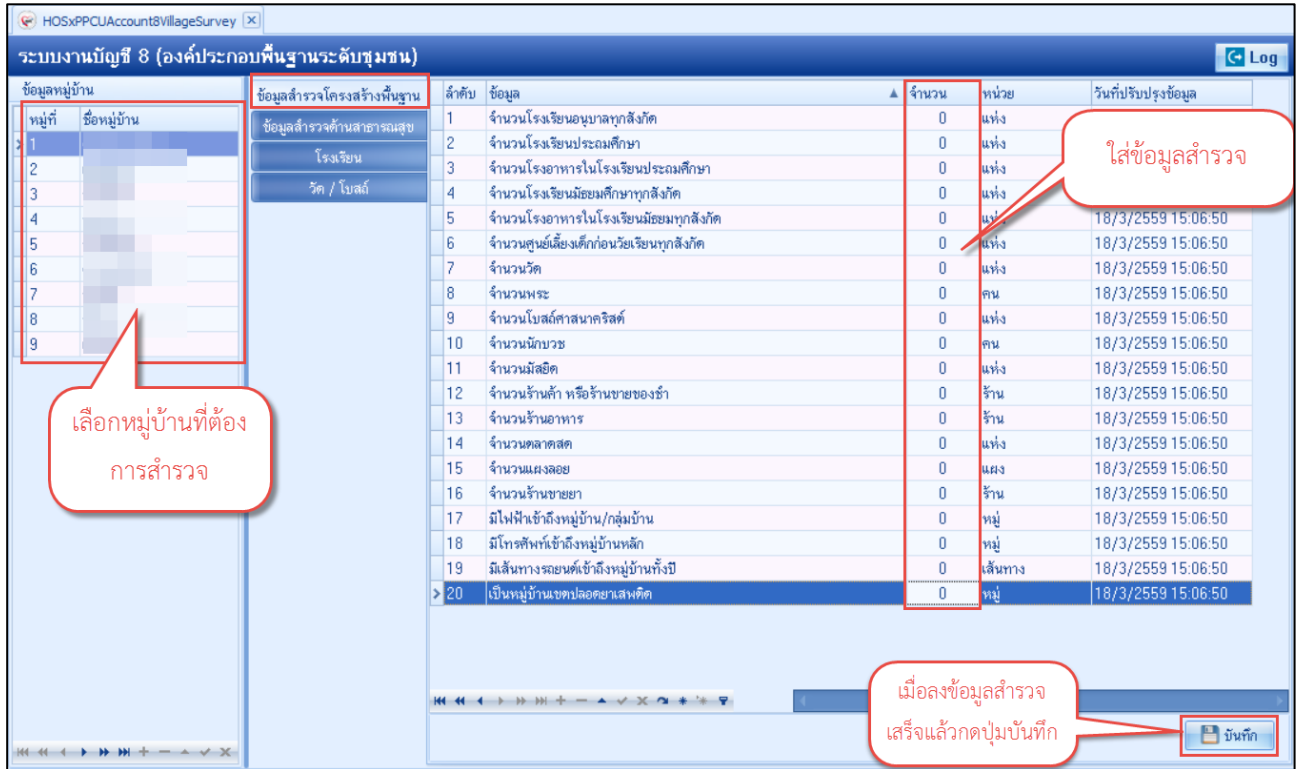 HOSxPPCUAccount8VillageSurvey
ระบบงานบัญชี 8 (องค์ประกอบพื้นฐานระดับชุมชน)
Log
ข้อมูลหมู่บ้าน
หมู่ที่ ชื่อหมู่บ้าน
1
2
3
4
5
6
7
8
9
เลือกหมู่บ้านที่ต้อง
การสำรวจ
ข้อมูลสำรวจโครงสร้างพื้นฐาน
ข้อมูลสำรวจด้านสาธารณสุข
โรงเรียน
วัด / โบสถ์
ลำดับ ข้อมูล จำนวน หน่วย วันที่ปรับปรุงข้อมูล
1 จำนวนโรงเรียนอนุบาลทุกสังกัด 0 แห่ง
2 จำนวนโรงเรียนประถมศึกษา 0
3 จำนวนโรงอาหารในโรงเรียนประถมศึกษา 0 แห่ง
4 จำนวนโรงเรียนมัธยมศึกษาทุกสังกัด 0 แห่ง
5 จำนวนโรงอาหารในโรงเรียนมัธยมทุกสังกัด 0 แห่ง 18/3/2559 15:06:50
6 จำนวนศูนย์เลี้ยงเด็กก่อนวัยเรียนทุกสังกัด 0 แห่ง 18/3/2559 15:06:50
7 จำนวนวัด 0 แห่ง 18/3/2559 15:06:50
8 จำนวนพระ 0 คน 18/3/2559 15:06:50
9 จำนวนโบสถ์ศาสนาคริสต์ 0 แห่ง 18/3/2559 15:06:50
10 จำนวนนักบวช 0 คน 18/3/2559 15:06:50
11 จำนวนมัสยิด 0 แห่ง 18/3/2559 15:06:50
12 จำนวนร้านค้า หรือร้านขายของชำ 0 ร้าน 18/3/2559 15:06:50
13 จำนวนร้านอาหาร 0 ร้าน 18/3/2559 15:06:50
14 จำนวนตลาดสด 0 แห่ง 18/3/2559 15:06:50
15 จำนวนแผงลอย 0 แผง 18/3/2559 15:06:50
16 จำนวนร้านขายยา 0 ร้าน 18/3/2559 15:06:50
17 มีไฟฟ้าเข้าถึงหมู่บ้าน/กลุ่มบ้าน 0 หมู่ 18/3/2559 15:06:50
18 มีโทรศัพท์เข้าถึงหมู่บ้านหลัก 0 หมู่ 18/3/2559 15:06:50
19 มีเส้นทางรถยนต์เข้าถึงหมู่บ้านทั้งปี 0 เส้นทาง 18/3/2559 15:06:50
20 เป็นหมู่บ้านเขตปลอดยาเสพติด 0 หมู่ 18/3/2559 15:06:50
ใส่ข้อมูลสำรวจ
เมื่อลงข้อมูลสำรวจ
เสร็จแล้วกดปุ่มบันทึก
บันทึก